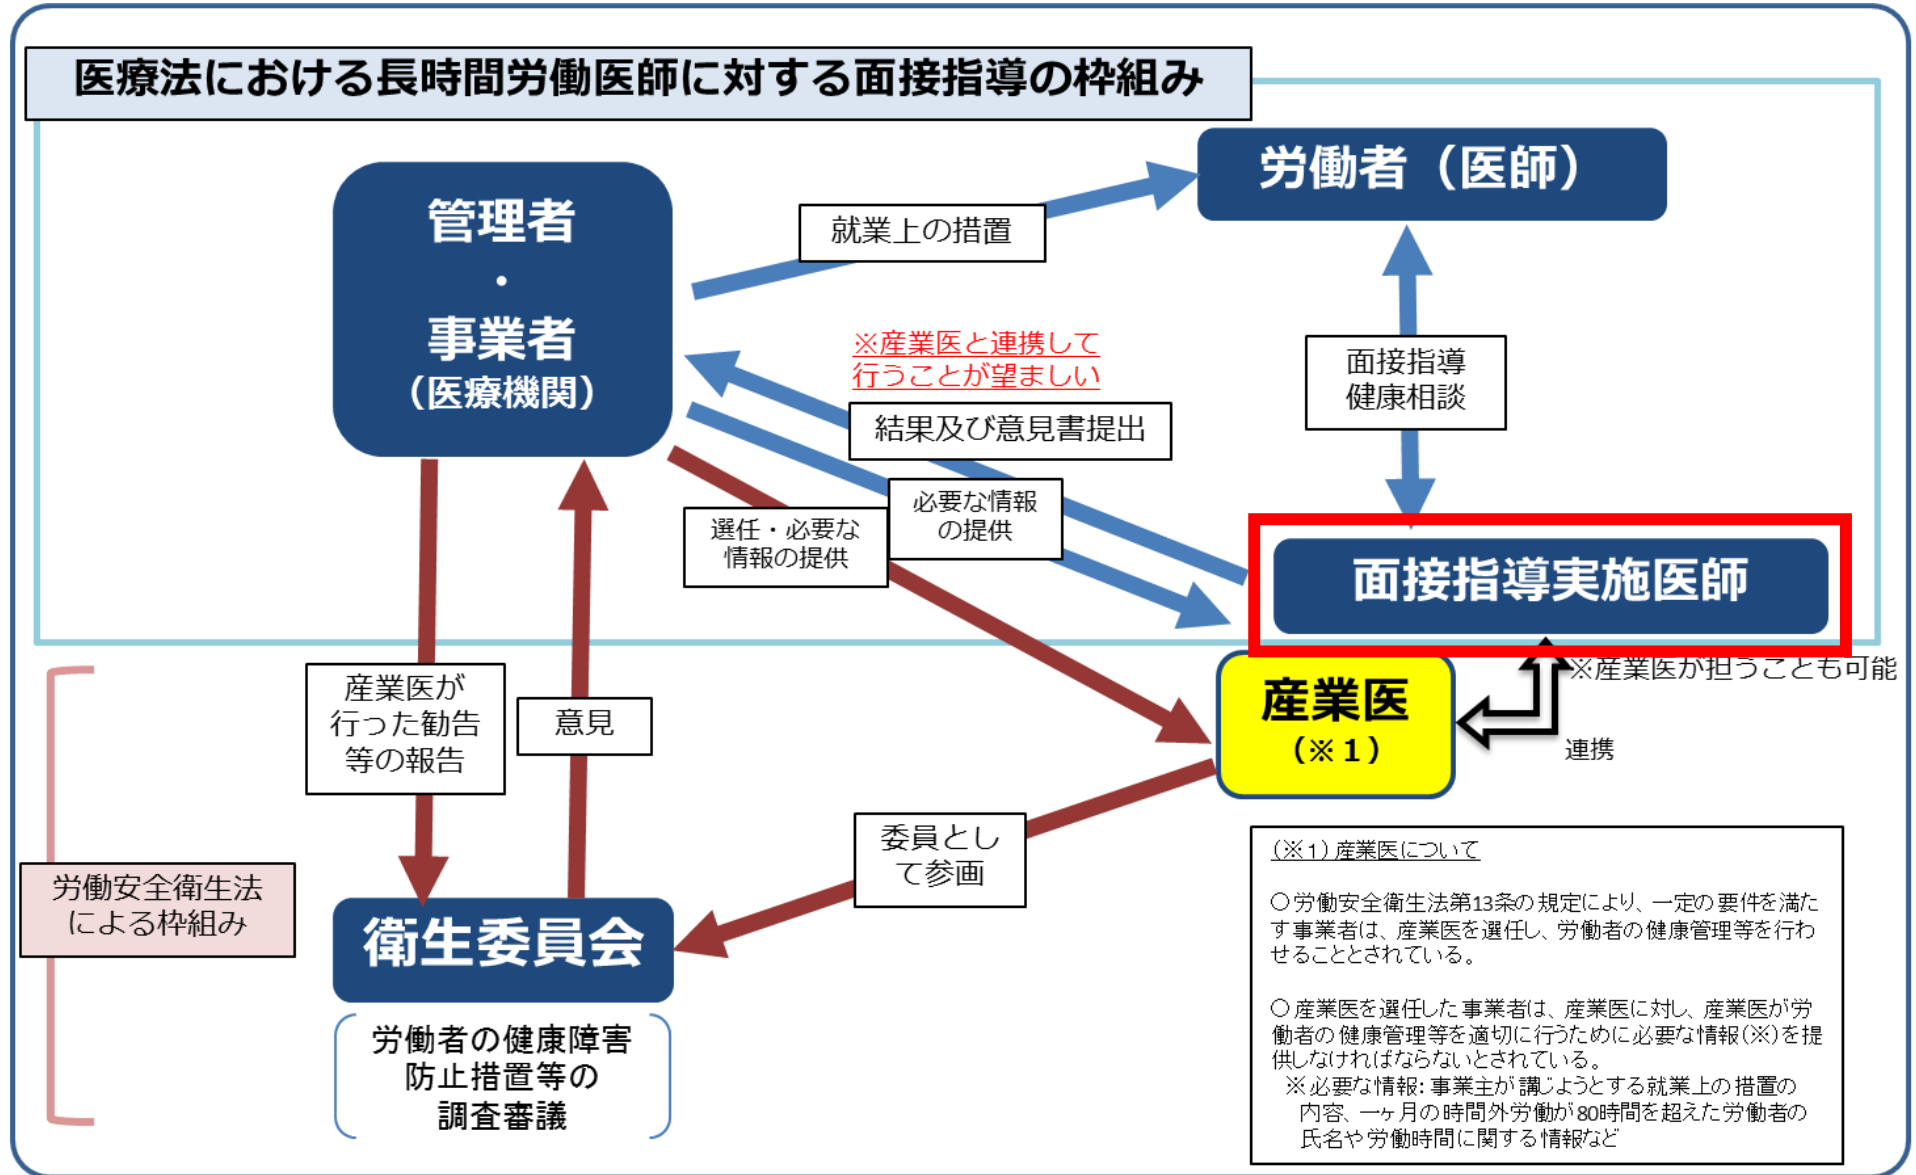 医療法における長時間労働医師に対する面接指導の枠組み
管理者
・
事業者
（医療機関）
労働者（医師）
就業上の措置
※産業医と連携して
行うことが望ましい
結果及び意見書提出
面接指導
健康相談
必要な情報
の提供
選任・必要な
情報の提供
面接指導実施医師
※産業医が担うことも可能
産業医
（※１）
連携
産業医が
行った勧告
等の報告
意見
委員とし
て参画
労働安全衛生法
による枠組み
衛生委員会
労働者の健康障害
防止措置等の
調査審議
（※1）産業医について
○労働安全衛生法第13条の規定により、一定の要件を満た
す事業者は、産業医を選任し、労働者の健康管理等を行わ
せることとされている。
○産業医を選任した事業者は、産業医に対し、産業医が労
働者の健康管理等を適切に行うために必要な情報(※)を提
供しなければならないとされている。
※必要な情報：事業主が講じようとする就業上の措置の
内容、一ヶ月の時間外労働が80時間を超えた労働者の
氏名や労働時間に関する情報など